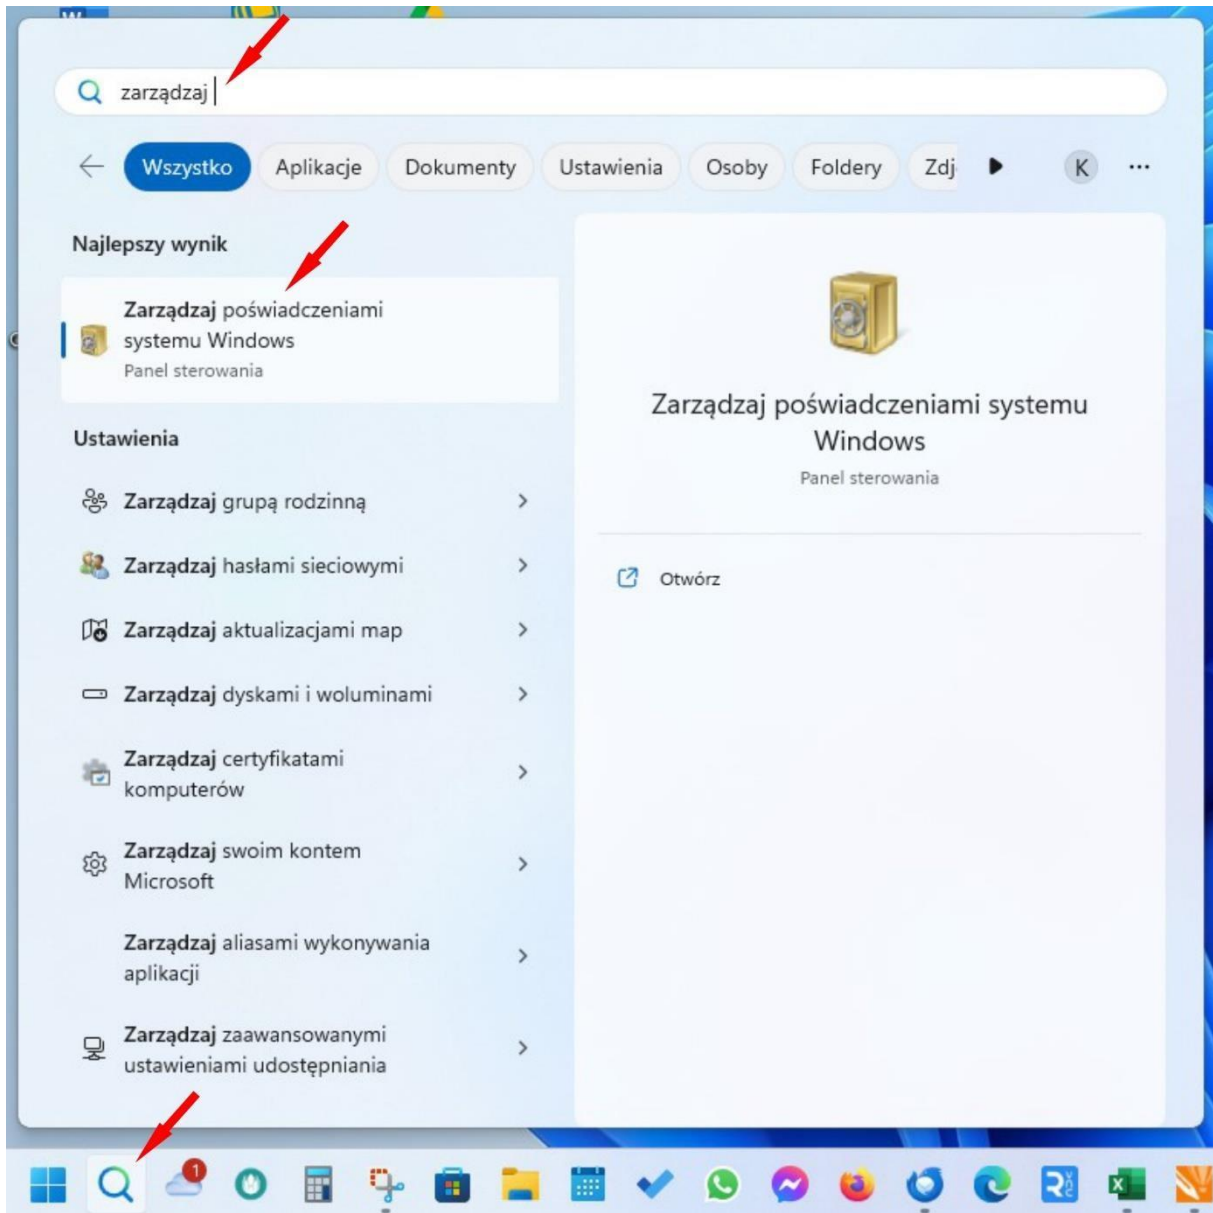 zarządzaj
Wszystko Aplikacje Dokumenty Ustawienia Osoby Foldery Zdj K
Najlepszy wynik
Zarządzaj poświadczeniami
systemu Windows
Panel sterowania
Ustawienia
Zarządzaj grupą rodzinną
Zarządzaj hasłami sieciowymi
Zarządzaj aktualizacjami map
Zarządzaj dyskami i woluminami
Zarządzaj certyfikatami
komputerów
Zarządzaj swoim kontem
Microsoft
Zarządzaj aliasami wykonywania
aplikacji
Zarządzaj zaawansowanymi
ustawieniami udostępniania
Zarządzaj poświadczeniami systemu
Windows
Panel sterowania
Otwórz
1